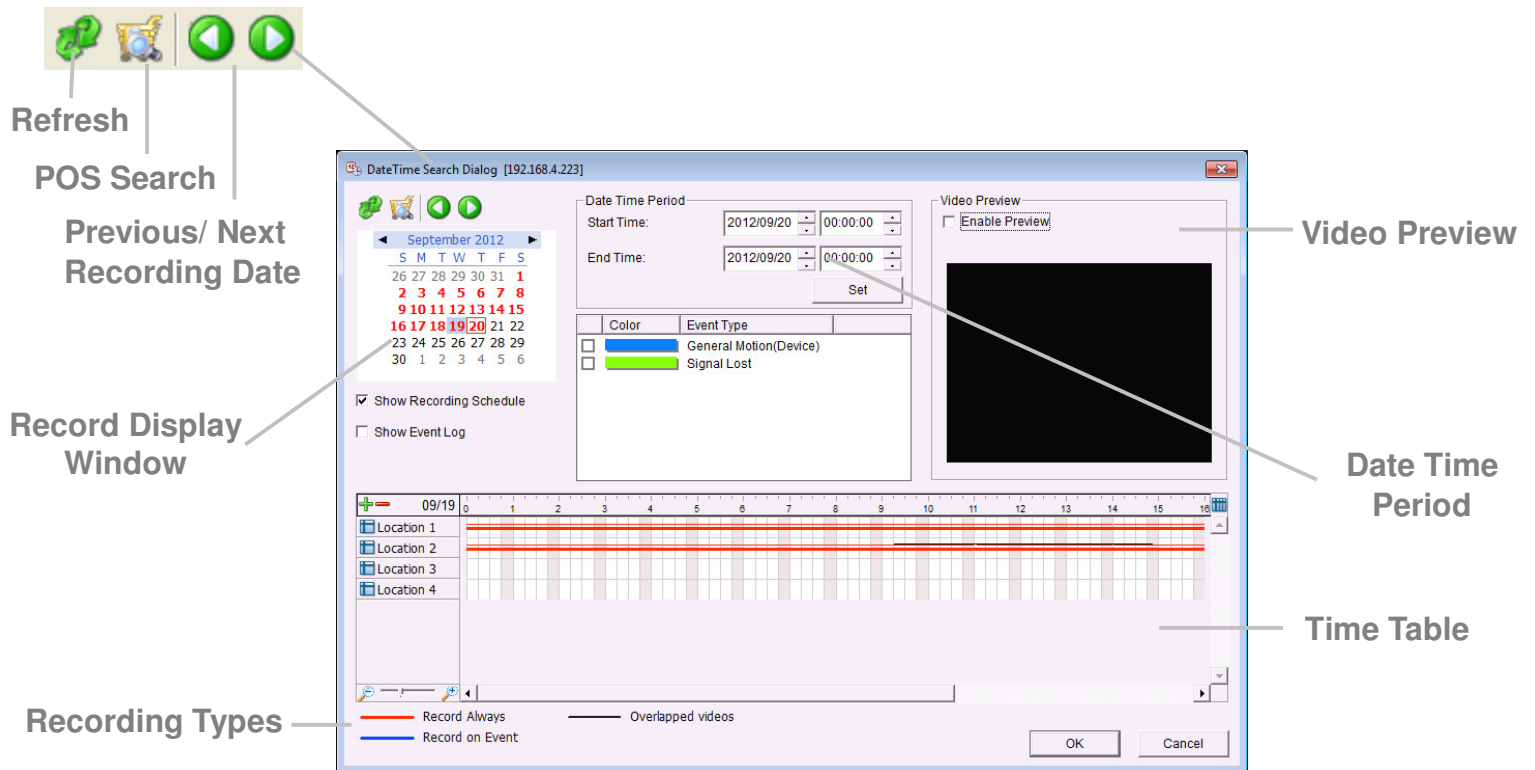 Refresh
POS Search
Previous/ Next
Recording Date
DateTime Search Dialog [192.168.4.223]
September 2012
S M T W T F S
26 27 28 29 30 31 1
2 3 4 5 6 7 8
9 10 11 12 13 14 15
16 17 18 19 20 21 22
23 24 25 26 27 28 29
30 1 2 3 4 5 6
Show Recording Schedule
Show Event Log
Date Time Period
Start Time: 2012/09/20 00:00:00
End Time: 2012/09/20 00:00:00
Set
Color Event Type
General Motion(Device)
Signal Lost
Video Preview
Enable Preview
Video Preview
Record Display
Window
Date Time
Period
09/19 0 1 2 3 4 5 6 7 8 9 10 11 12 13 14 15 16
Location 1
Location 2
Location 3
Location 4
Time Table
Recording Types
Record Always
Overlapped videos
Record on Event
OK
Cancel